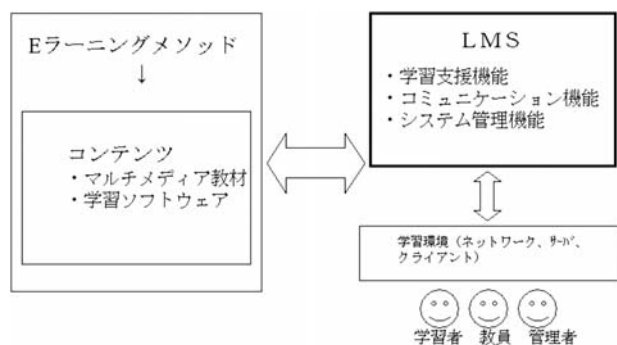 Eラーニングメソッド
↓
コンテンツ
・マルチメディア教材
・学習ソフトウェア
LMS
・学習支援機能
・コミュニケーション機能
・システム管理機能
学習環境（ネットワーク、サーバ、
クライアント）
学習者 教員 管理者